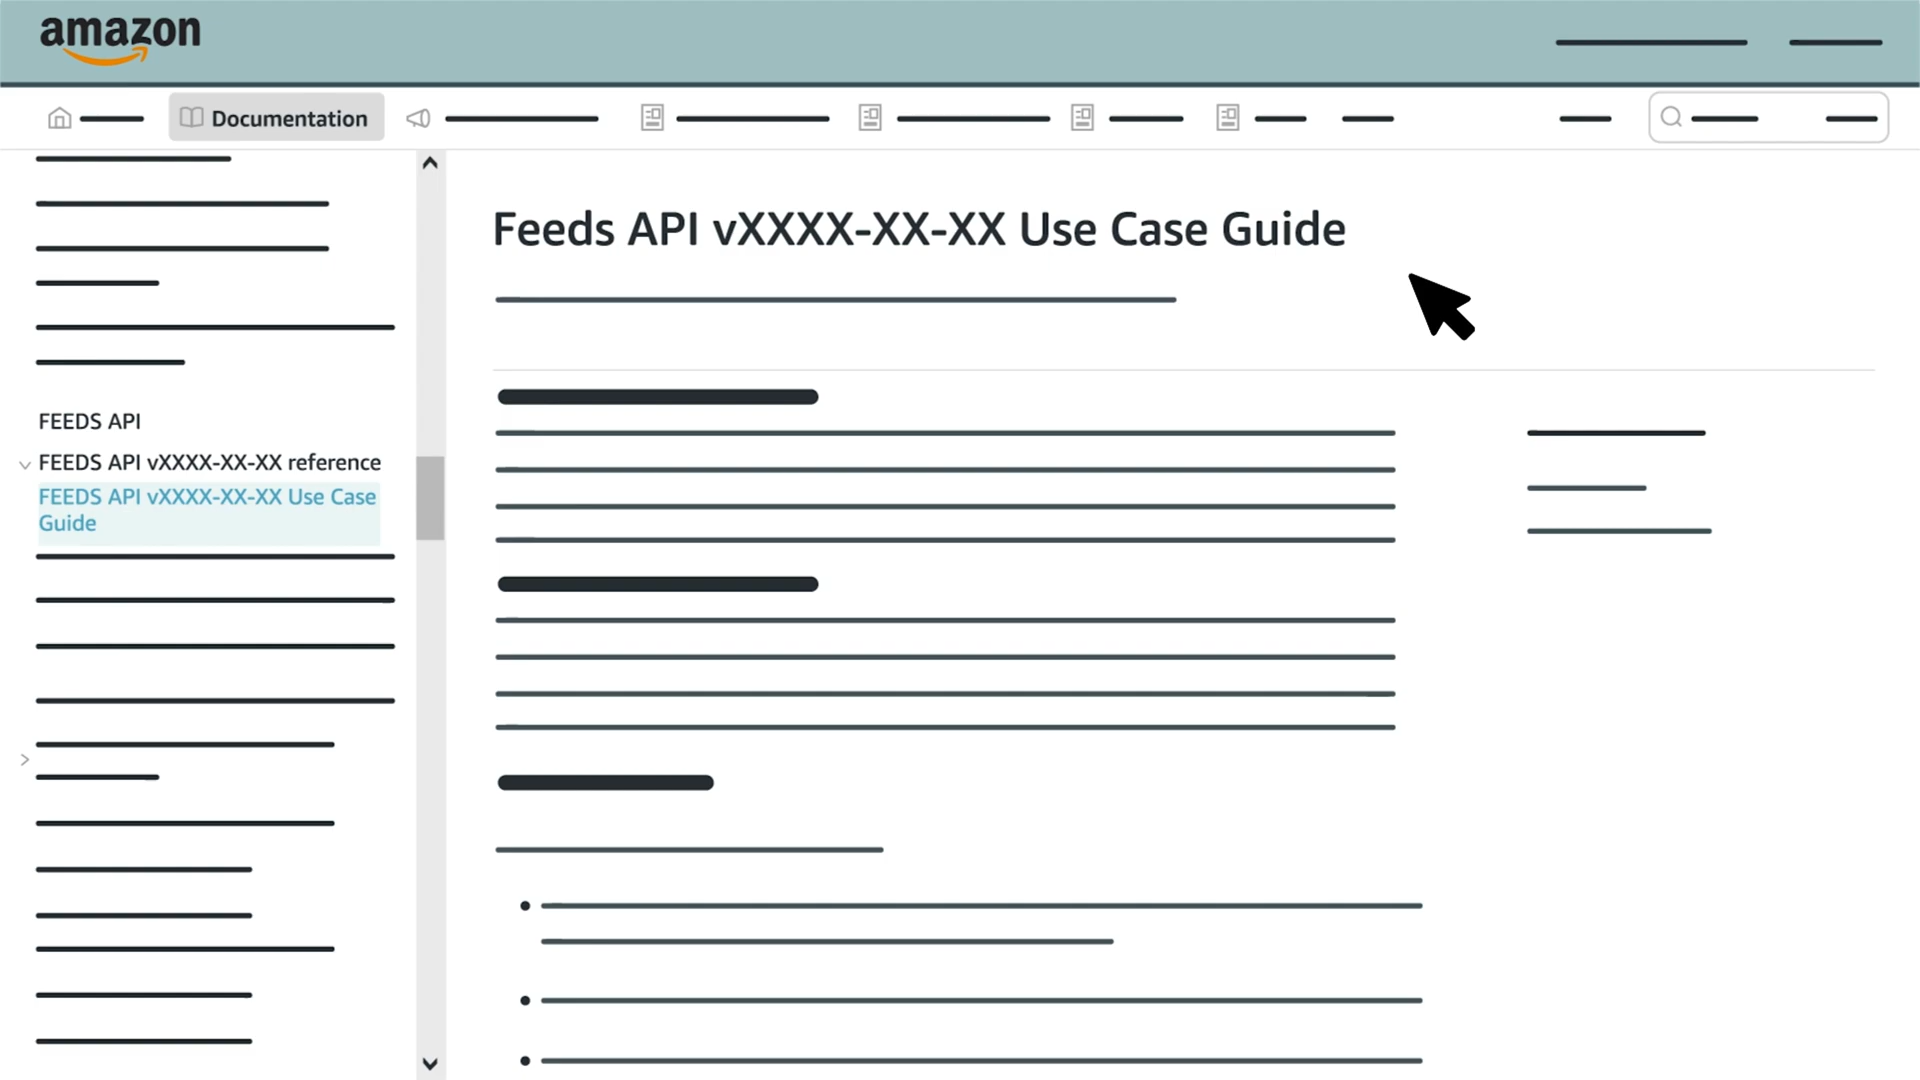 amazon
Documentation
Feeds API vXXXX-XX-XX Use Case Guide
FEEDS API
FEEDS API vXXXX-XX-XX reference
FEEDS API vXXXX-XX-XX Use Case
Guide